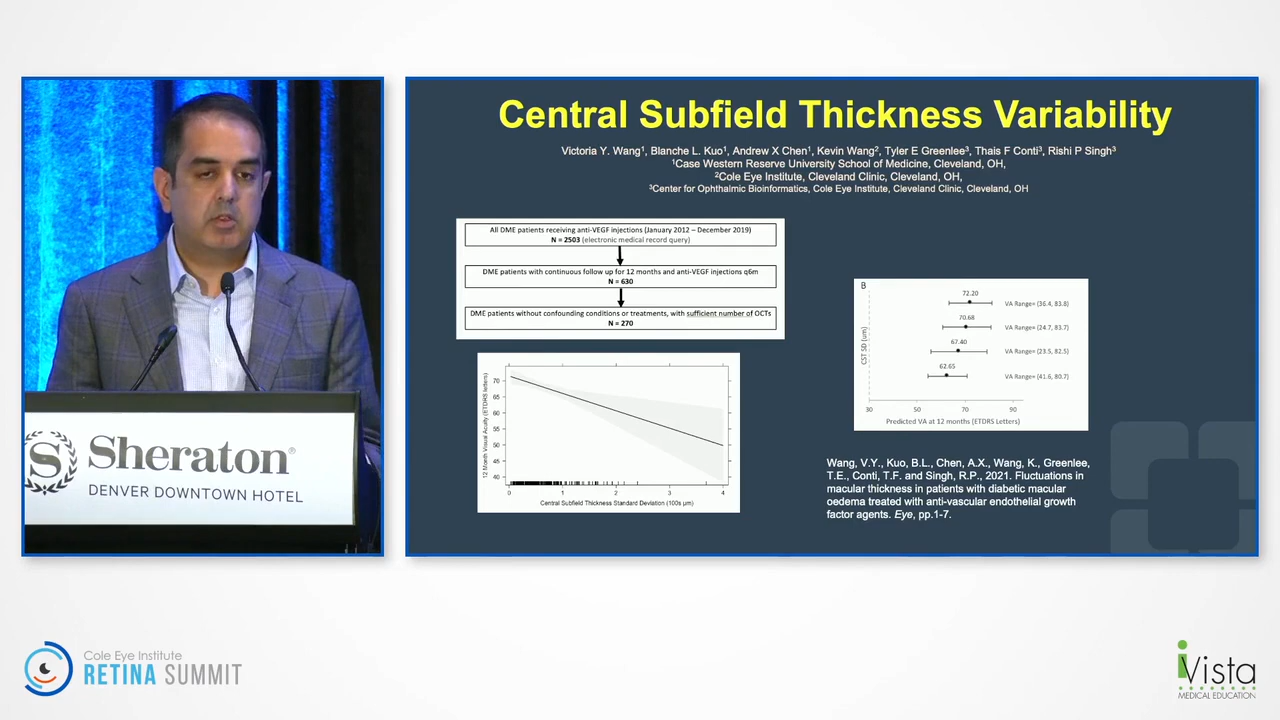 Central Subfield Thickness Variability
Victoria Y. Wang¹, Blanche L. Kuo¹, Andrew X Chen¹, Kevin Wang², Tyler E Greenlee³, Thais F Conti³, Rishi P Singh³
¹Case Western Reserve University School of Medicine, Cleveland, OH,
²Cole Eye Institute, Cleveland Clinic, Cleveland, OH,
³Center for Ophthalmic Bioinformatics, Cole Eye Institute, Cleveland Clinic, Cleveland, OH
All DME patients receiving anti-VEGF injections (January 2012 – December 2019)
N = 2503 (electronic medical record query)
DME patients with continuous follow up for 12 months and anti-VEGF injections q6m
N = 630
DME patients without confounding conditions or treatments, with sufficient number of OCTs
N = 270
12 Month Visual Acuity (ETDRS letters)
70
65
60
55
50
45
40
0
1
2
3
4
Central Subfield Thickness Standard Deviation (100s µm)
B
CST SD (um)
72.20
VA Range= (36.4, 83.8)
70.68
VA Range= (24.7, 83.7)
67.40
VA Range= (23.5, 82.5)
62.65
VA Range= (41.6, 80.7)
30
50
70
90
Predicted VA at 12 months (ETDRS Letters)
Wang, V.Y., Kuo, B.L., Chen, A.X., Wang, K., Greenlee,
T.E., Conti, T.F. and Singh, R.P., 2021. Fluctuations in
macular thickness in patients with diabetic macular
oedema treated with anti-vascular endothelial growth
factor agents. Eye, pp.1-7.
S
Sheraton®
DENVER DOWNTOWN HOTEL
Cole Eye Institute
RETINA SUMMIT
iVista
MEDICAL EDUCATION